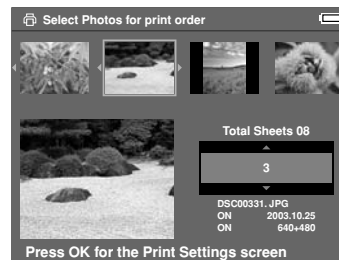 Select Photos for print order
Total Sheets 08
3
DSC00331. JPG
ON 2003.10.25
ON 640+480
Press OK for the Print Settings screen